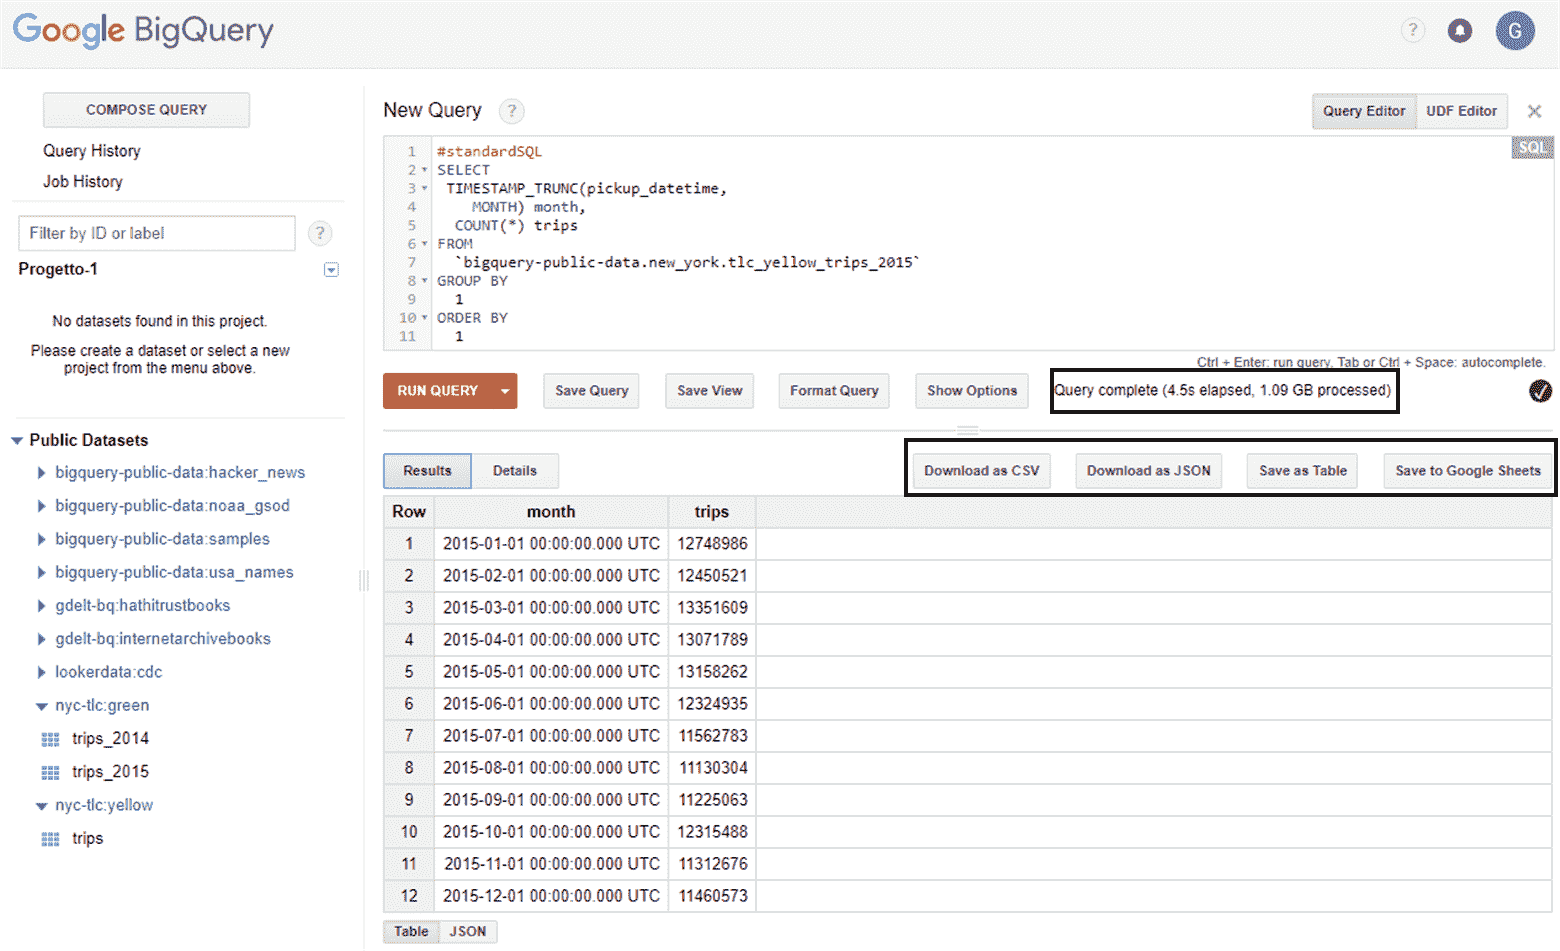 Google BigQuery
?
G
COMPOSE QUERY
Query History
Job History
Filter by ID or label
?
Progetto-1
No datasets found in this project.
Please create a dataset or select a new
project from the menu above.
Public Datasets
bigquery-public-data:hacker_news
bigquery-public-data:noaa_gsod
bigquery-public-data:samples
bigquery-public-data:usa_names
gdelt-bq:hathitrustbooks
gdelt-bq:internetarchivebooks
lookerdata:cdc
nyc-tlc:green
trips_2014
trips_2015
nyc-tlc:yellow
trips
New Query ?
Query Editor UDF Editor
SQL
1 #standardSQL
2 SELECT
3 TIMESTAMP_TRUNC(pickup_datetime,
4 MONTH) month,
5 COUNT(*) trips
6 FROM
7 `bigquery-public-data.new_york.tlc_yellow_trips_2015`
8 GROUP BY
9 1
10 ORDER BY
11 1
Ctrl + Enter: run query, Tab or Ctrl + Space: autocomplete.
RUN QUERY Save Query Save View Format Query Show Options Query complete (4.5s elapsed, 1.09 GB processed)
Results Details Download as CSV Download as JSON Save as Table Save to Google Sheets
Row month trips
1 2015-01-01 00:00:00.000 UTC 12748986
2 2015-02-01 00:00:00.000 UTC 12450521
3 2015-03-01 00:00:00.000 UTC 13351609
4 2015-04-01 00:00:00.000 UTC 13071789
5 2015-05-01 00:00:00.000 UTC 13158262
6 2015-06-01 00:00:00.000 UTC 12324935
7 2015-07-01 00:00:00.000 UTC 11562783
8 2015-08-01 00:00:00.000 UTC 11130304
9 2015-09-01 00:00:00.000 UTC 11225063
10 2015-10-01 00:00:00.000 UTC 12315488
11 2015-11-01 00:00:00.000 UTC 11312676
12 2015-12-01 00:00:00.000 UTC 11460573
Table JSON